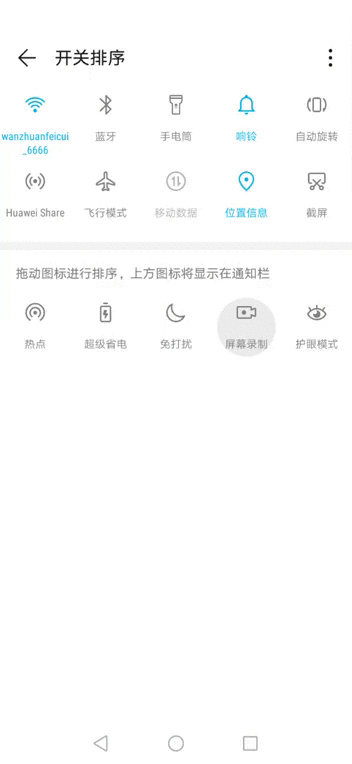 开关排序
wanzhuanfeicui
_6666
蓝牙
手电筒
响铃
自动旋转
Huawei Share
飞行模式
移动数据
位置信息
截屏
拖动图标进行排序，上方图标将显示在通知栏
热点
超级省电
免打扰
屏幕录制
护眼模式